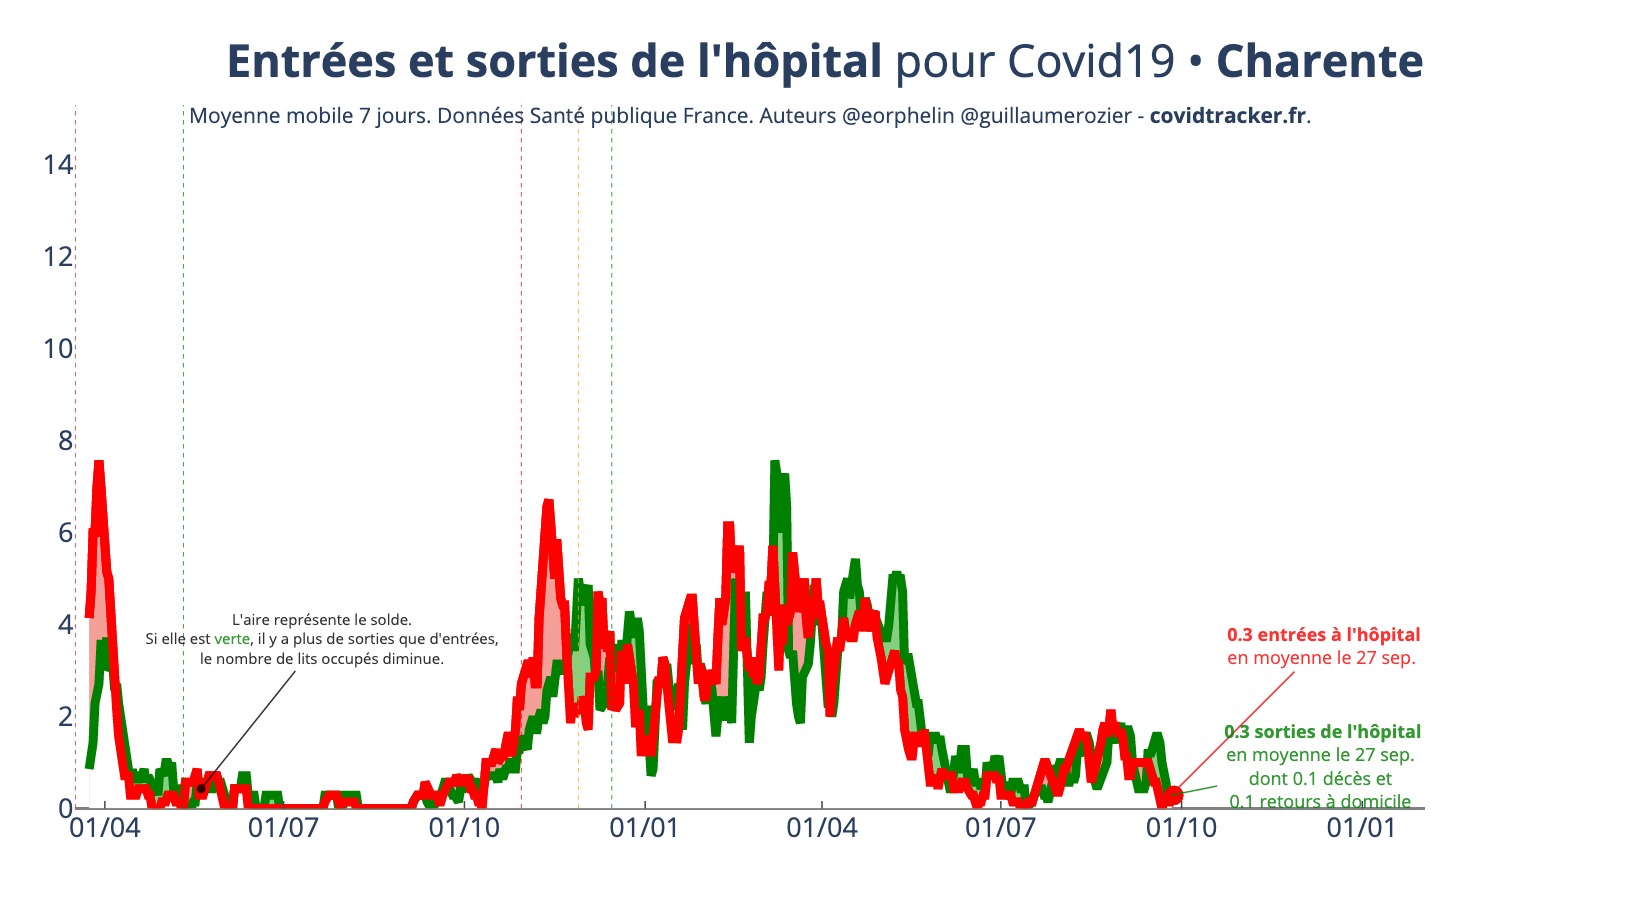 Entrées et sorties de l'hôpital pour Covid19 • Charente
Moyenne mobile 7 jours. Données Santé publique France. Auteurs @eorphelin @guillaumerozier - covidtracker.fr.
14
12
10
8
6
4
2
0
L'aire représente le solde.
Si elle est verte, il y a plus de sorties que d'entrées,
le nombre de lits occupés diminue.
0.3 entrées à l'hôpital
en moyenne le 27 sep.
0.3 sorties de l'hôpital
en moyenne le 27 sep.
dont 0.1 décès et
0.1 retours à domicile
01/04
01/07
01/10
01/01
01/04
01/07
01/10
01/01